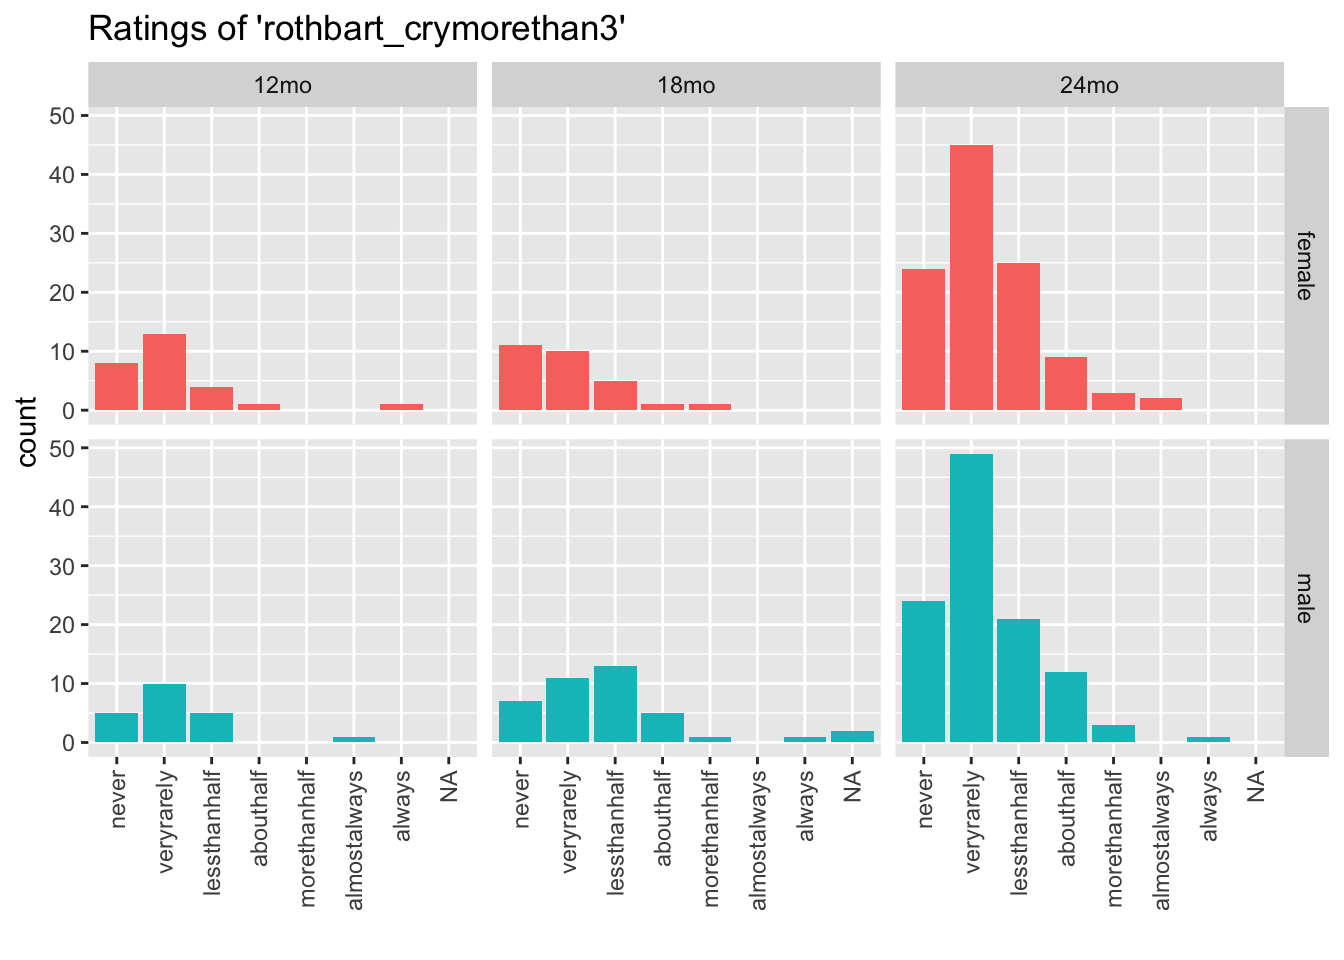 Ratings of 'rothbart_crymorethan3'
12mo 18mo 24mo
50
40
30
20
10
0
female
count
50
40
30
20
10
0
male
never veryrarely lessthanhalf abouthalf morethanhalf almostalways always NA never veryrarely lessthanhalf abouthalf morethanhalf almostalways always NA never veryrarely lessthanhalf abouthalf morethanhalf almostalways always NA